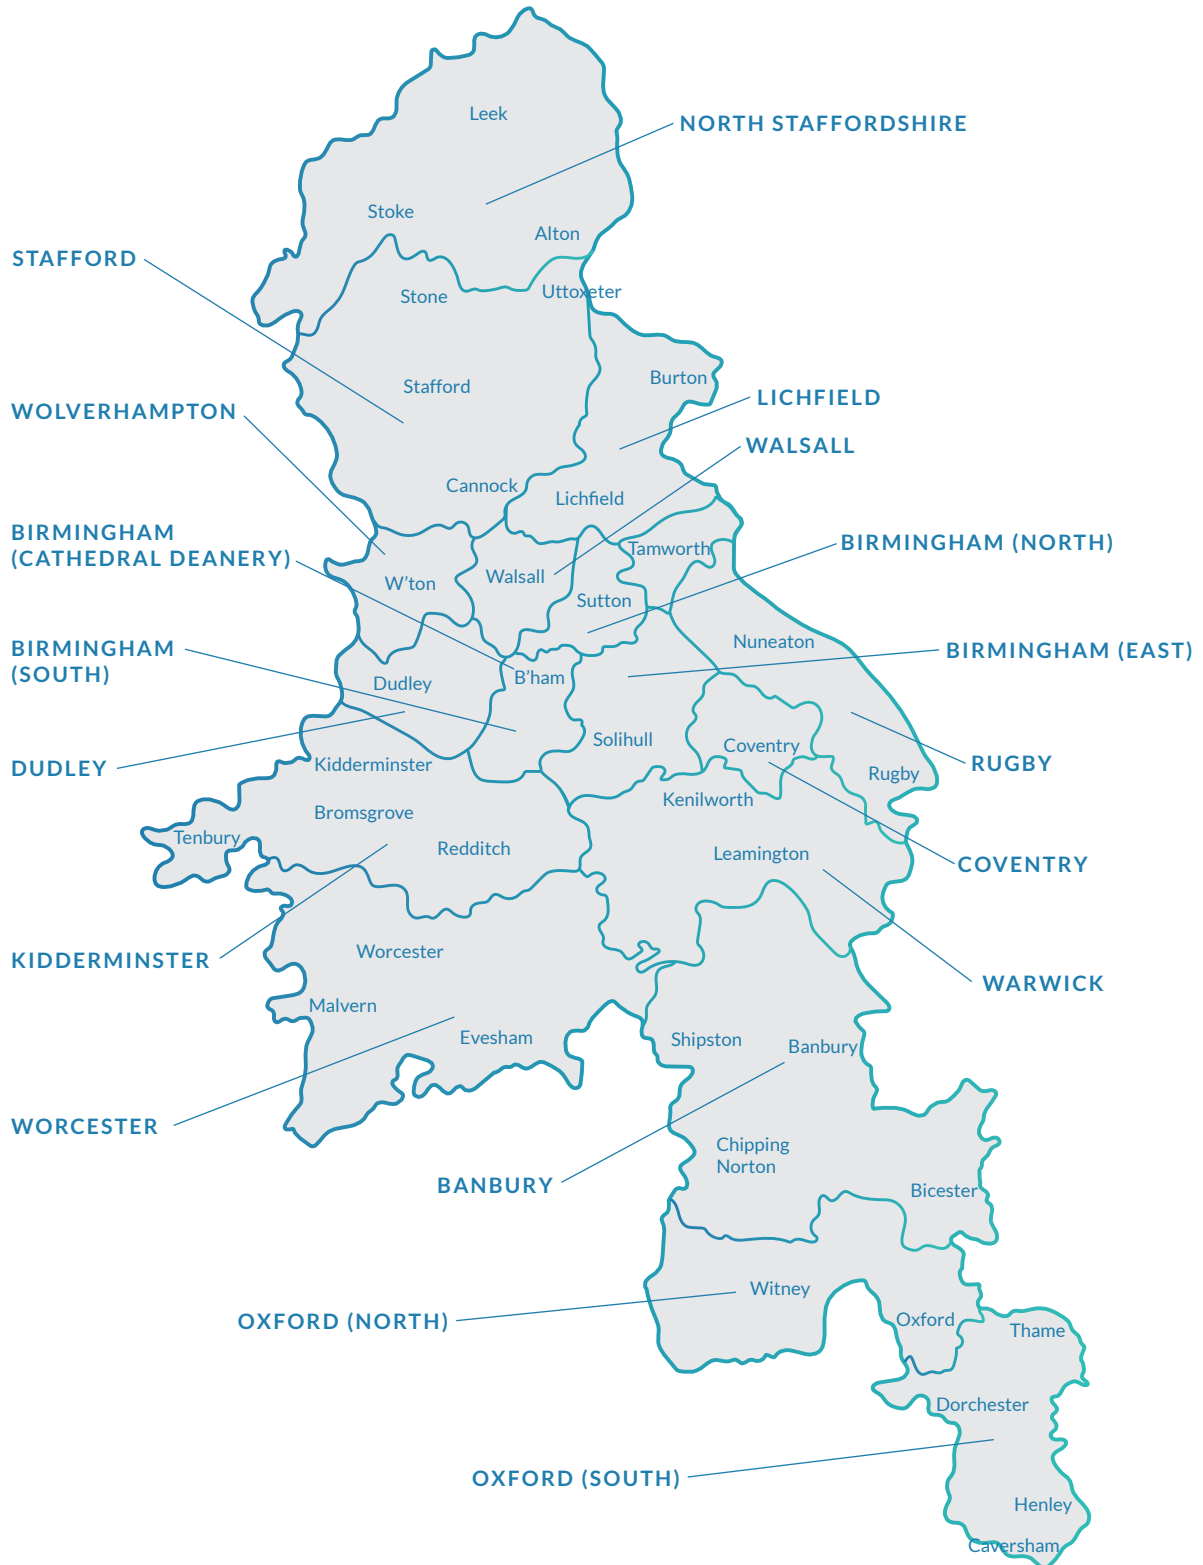 Leek
NORTH STAFFORDSHIRE
Stoke
Alton
STAFFORD
Stone
Uttoxeter
Burton
Stafford
LICHFIELD
WOLVERHAMPTON
WALSALL
Cannock
Lichfield
BIRMINGHAM
(CATHEDRAL DEANERY)
Tamworth
BIRMINGHAM (NORTH)
W'ton
Walsall
Sutton
Nuneaton
BIRMINGHAM
(SOUTH)
BIRMINGHAM (EAST)
Dudley
B'ham
Solihull
Coventry
DUDLEY
Kidderminster
RUGBY
Rugby
Kenilworth
Bromsgrove
Tenbury
Redditch
Leamington
COVENTRY
KIDDERMINSTER
Worcester
WARWICK
Malvern
Evesham
Shipston
Banbury
WORCESTER
Chipping
Norton
BANBURY
Bicester
Witney
OXFORD (NORTH)
Oxford
Thame
Dorchester
OXFORD (SOUTH)
Henley
Caversham